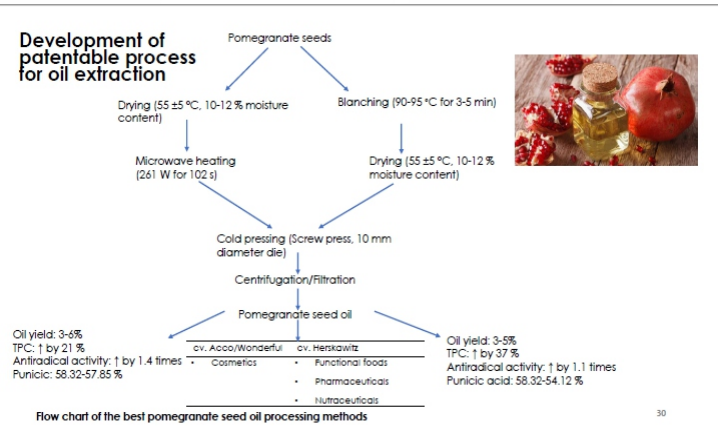 Development of
patentable process
for oil extraction
Pomegranate seeds
Drying (55 ±5 ºC, 10-12 % moisture
content)
Blanching (90-95 ºC for 3-5 min)
Microwave heating
(261 W for 102 s)
Drying (55 ±5 ºC, 10-12 %
moisture content)
Cold pressing (Screw press, 10 mm
diameter die)
Centrifugation/Filtration
Pomegranate seed oil
Oil yield: 3-6%
TPC: ↑ by 21 %
Antiradical activity: ↑ by 1.4 times
Punicic: 58.32-57.85 %
cv. Acco/Wonderful cv. Herskawitz
• Cosmetics • Functional foods
• Pharmaceuticals
• Nutraceuticals
Oil yield: 3-5%
TPC: ↑ by 37 %
Antiradical activity: ↑ by 1.1 times
Punicic acid: 58.32-54.12 %
Flow chart of the best pomegranate seed oil processing methods
30